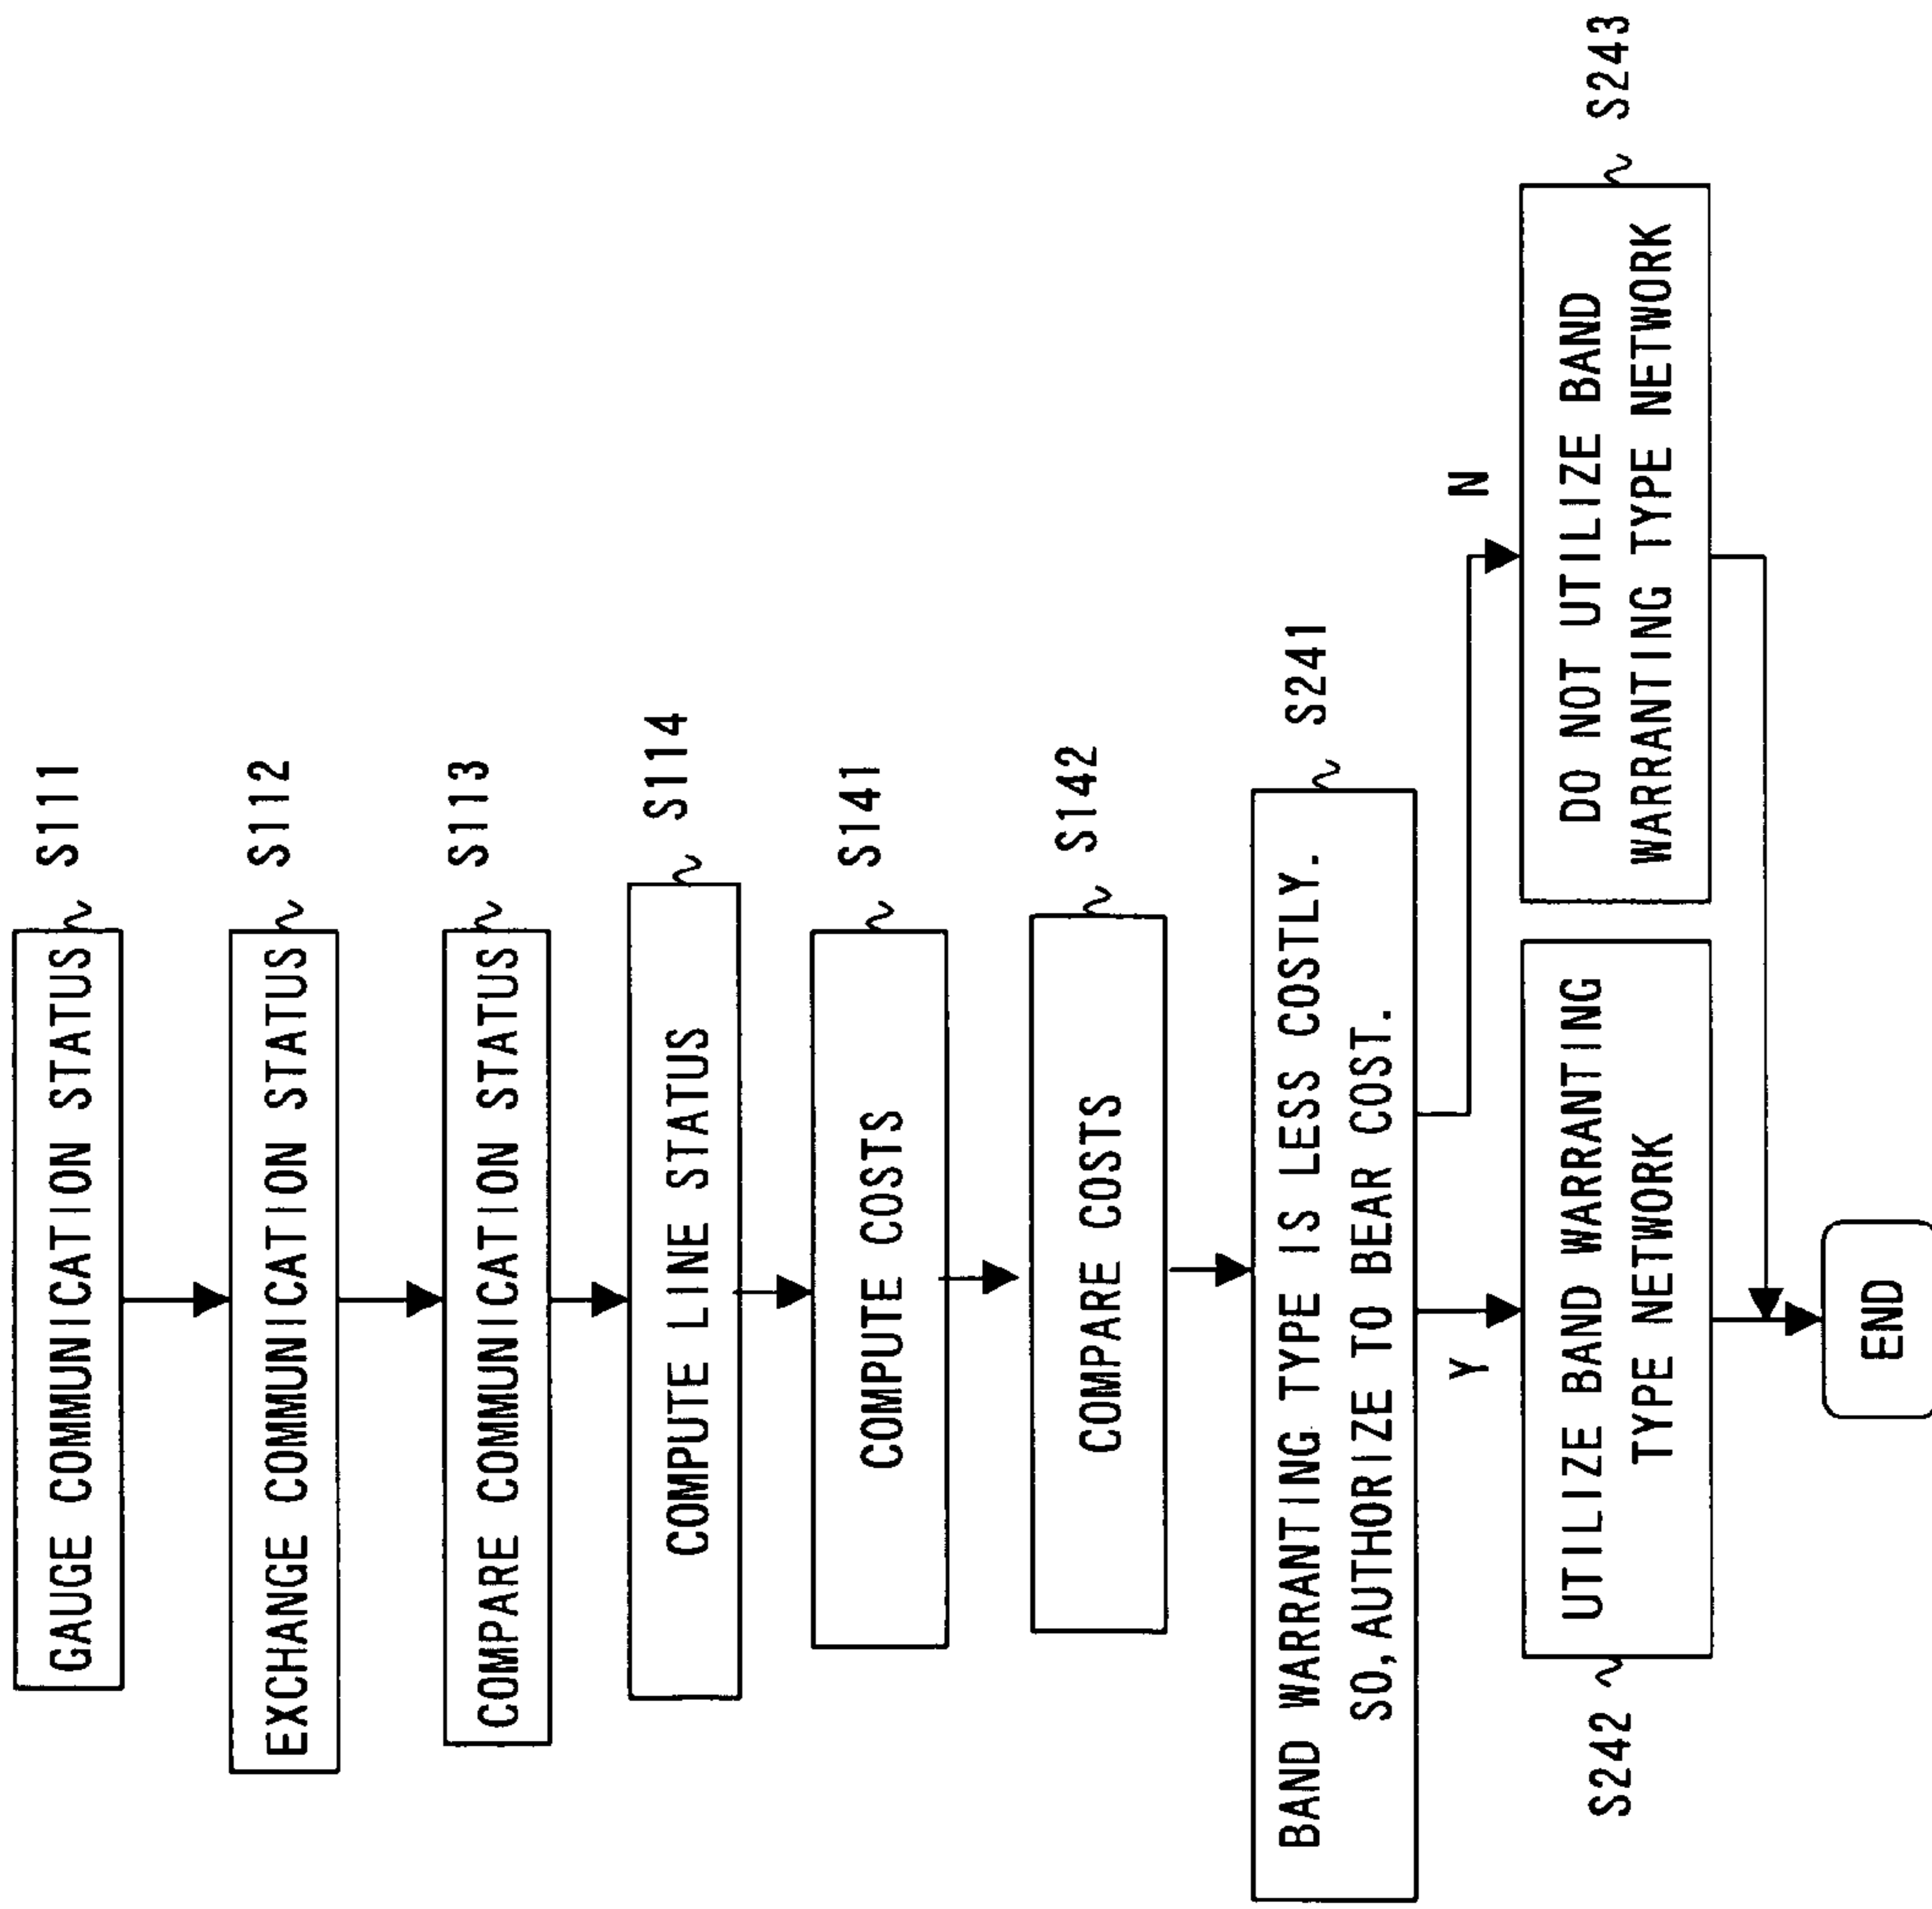 GAUGE COMMUNICATION STATUS
S111
EXCHANGE COMMUNICATION STATUS
S112
COMPARE COMMUNICATION STATUS
S113
COMPUTE LINE STATUS
S114
COMPUTE COSTS
S141
COMPARE COSTS
S142
BAND WARRANTING TYPE IS LESS COSTLY.
SO, AUTHORIZE TO BEAR COST.
S241
Y
N
S242
UTILIZE BAND WARRANTING
TYPE NETWORK
DO NOT UTILIZE BAND
WARRANTING TYPE NETWORK
S243
END